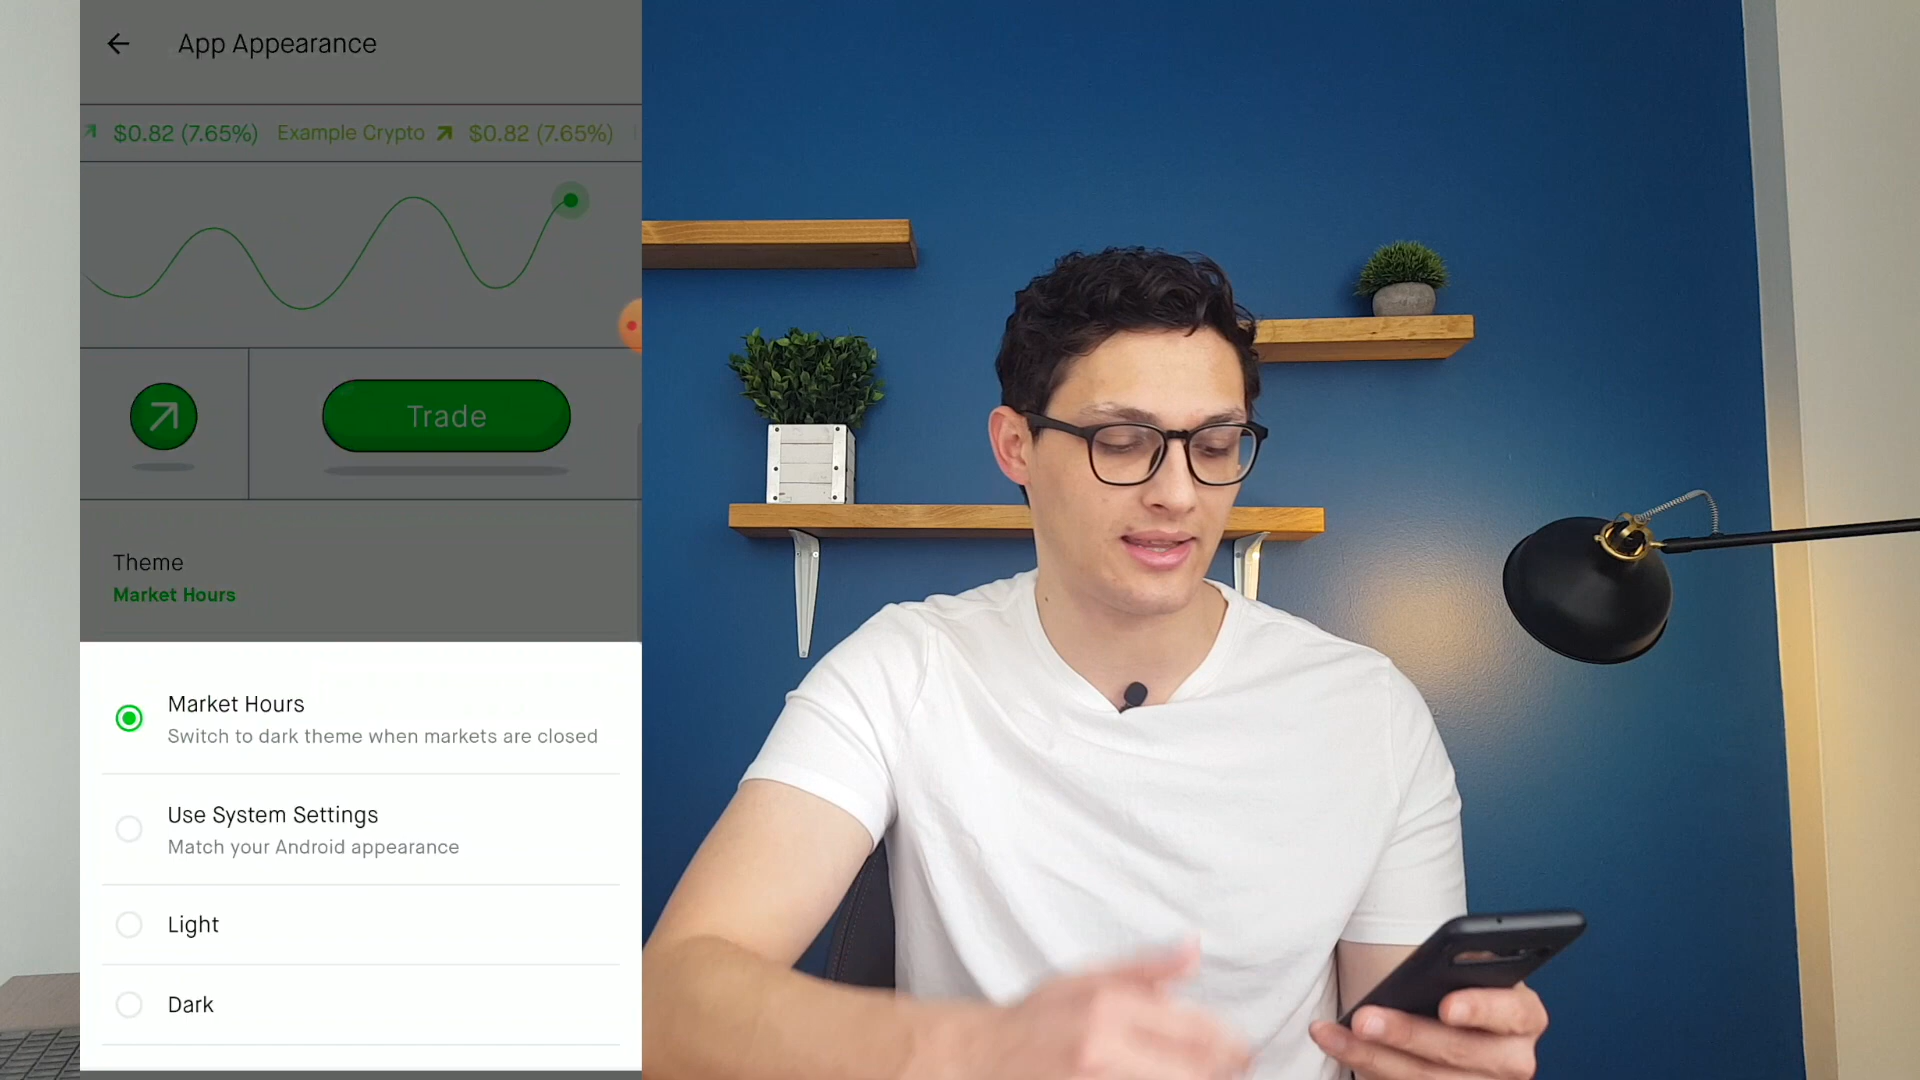 App Appearance
$0.82 (7.65%) Example Crypto $0.82 (7.65%)
Trade
Theme
Market Hours
Market Hours
Switch to dark theme when markets are closed
Use System Settings
Match your Android appearance
Light
Dark